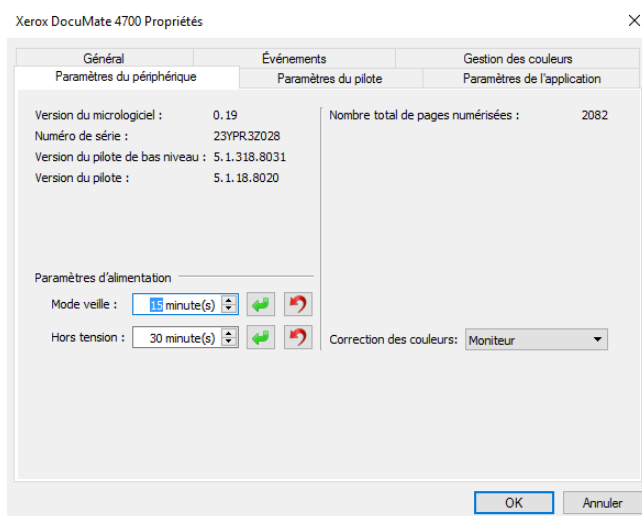 Xerox DocuMate 4700 Propriétés
Général
Événements
Gestion des couleurs
Paramètres du périphérique
Paramètres du pilote
Paramètres de l'application
Version du micrologiciel : 0.19
Numéro de série : 23YPR3Z028
Version du pilote de bas niveau : 5.1.318.8031
Version du pilote : 5.1.18.8020
Nombre total de pages numérisées : 2082
Paramètres d'alimentation
Mode veille : 15 minute(s)
Hors tension : 30 minute(s)
Correction des couleurs: Moniteur
OK
Annuler